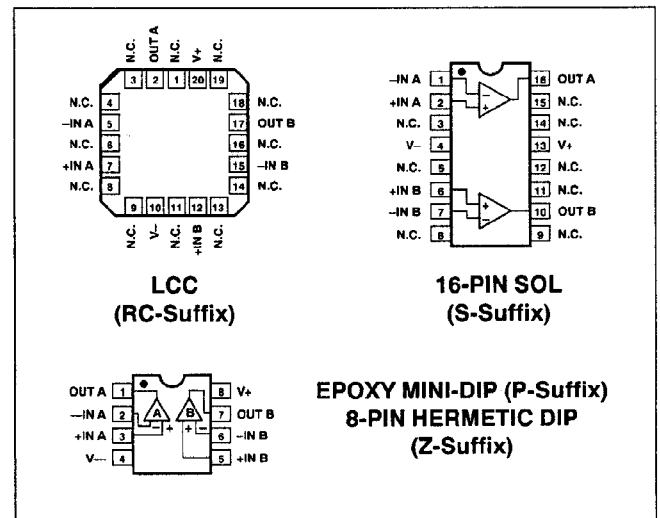 N.C. OUT A N.C. V+ N.C.
3 2 1 20 19
N.C. 4 18 N.C.
–IN A 5 17 OUT B
N.C. 6 16 N.C.
+IN A 7 15 –IN B
N.C. 8 14 N.C.
9 10 11 12 13
N.C. V– N.C. +IN B N.C.
LCC
(RC-Suffix)
–IN A 1 16 OUT A
+IN A 2 15 N.C.
N.C. 3 14 N.C.
V– 4 13 V+
N.C. 5 12 N.C.
+IN B 6 11 N.C.
–IN B 7 10 OUT B
N.C. 8 9 N.C.
– +
+ –
16-PIN SOL
(S-Suffix)
OUT A 1 8 V+
–IN A 2 A B 7 OUT B
+IN A 3 – + + – 6 –IN B
V– 4 5 +IN B
EPOXY MINI-DIP (P-Suffix)
8-PIN HERMETIC DIP
(Z-Suffix)